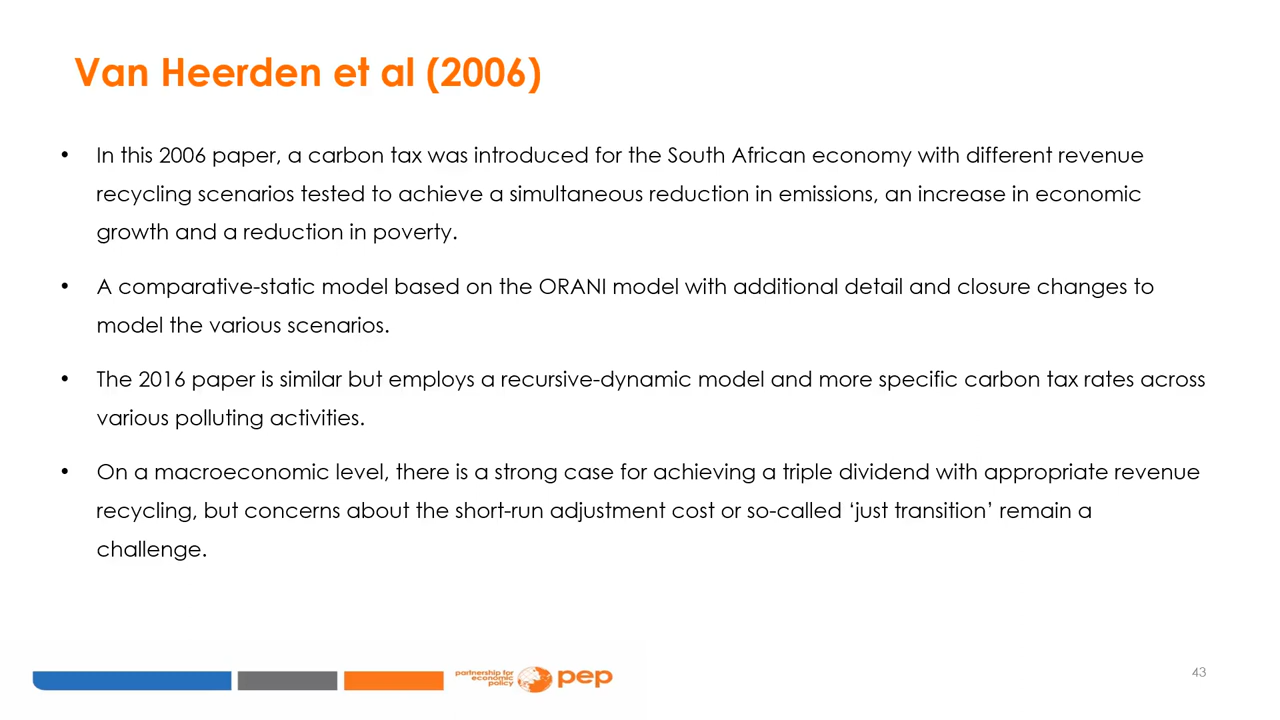 Van Heerden et al (2006)
• In this 2006 paper, a carbon tax was introduced for the South African economy with different revenue
recycling scenarios tested to achieve a simultaneous reduction in emissions, an increase in economic
growth and a reduction in poverty.
• A comparative-static model based on the ORANI model with additional detail and closure changes to
model the various scenarios.
• The 2016 paper is similar but employs a recursive-dynamic model and more specific carbon tax rates across
various polluting activities.
• On a macroeconomic level, there is a strong case for achieving a triple dividend with appropriate revenue
recycling, but concerns about the short-run adjustment cost or so-called ‘just transition’ remain a
challenge.
partnership for
economic
policy
pep
43